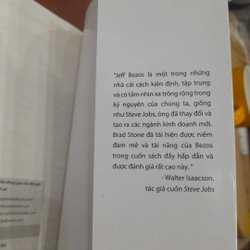 "Jeff Bezos là một trong những
nhà cải cách kiên định, tập trung
và có tầm nhìn xa trông rộng trong
kỷ nguyên của chúng ta, giống
như Steve Jobs, ông đã thay đổi và
tạo ra các ngành kinh doanh mới.
Brad Stone đã tái hiện được niềm
đam mê và tài năng của Bezos
trong cuốn sách đầy hấp dẫn và
được đánh giá rất cao này. "
- Walter Isaacson,
tác giả cuốn Steve Jobs